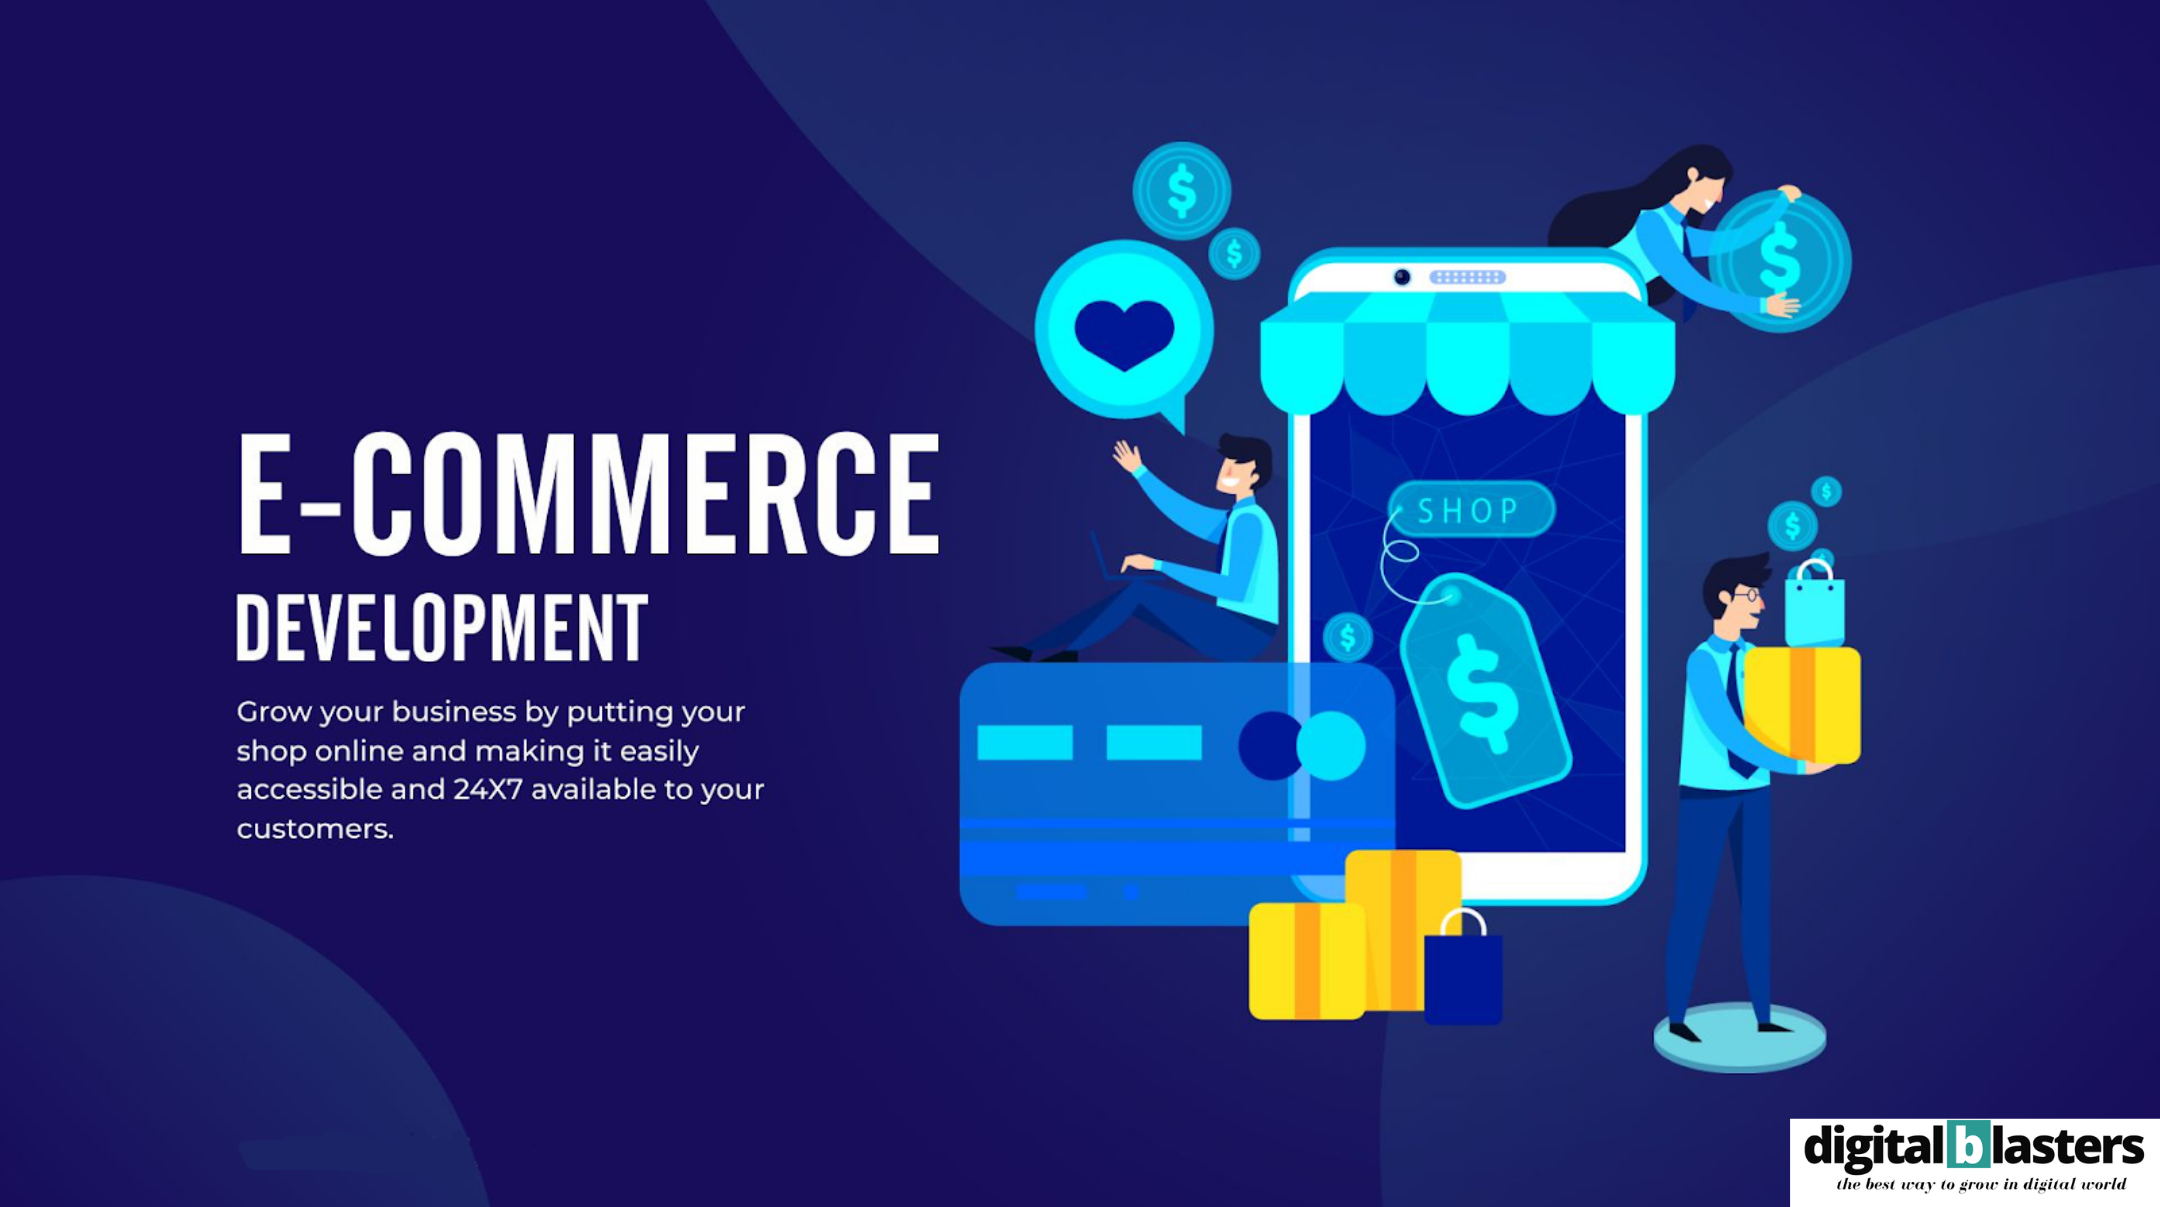 E-COMMERCE
DEVELOPMENT
Grow your business by putting your
shop online and making it easily
accessible and 24X7 available to your
customers.
$
$
$
SHOP
$
$
$
$
$
digitalblasters
the best way to grow in digital world